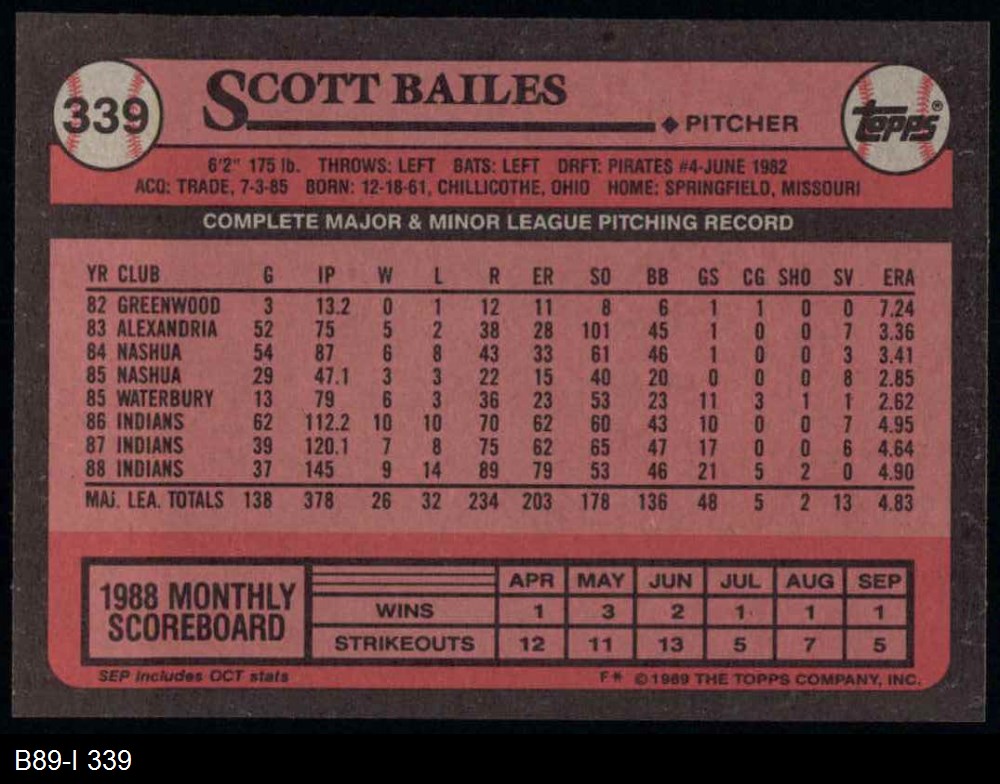 339
SCOTT BAILES
◆ PITCHER
topps®
6'2" 175 lb. THROWS: LEFT BATS: LEFT DRFT: PIRATES #4-JUNE 1982
ACQ: TRADE, 7-3-85 BORN: 12-18-61, CHILLICOTHE, OHIO HOME: SPRINGFIELD, MISSOURI
COMPLETE MAJOR & MINOR LEAGUE PITCHING RECORD
YR CLUB G IP W L R ER SO BB GS CG SHO SV ERA
82 GREENWOOD 3 13.2 0 1 12 11 8 6 1 1 0 0 7.24
83 ALEXANDRIA 52 75 5 2 38 28 101 45 1 0 0 7 3.36
84 NASHUA 54 87 6 8 43 33 61 46 1 0 0 3 3.41
85 NASHUA 29 47.1 3 3 22 15 40 20 0 0 0 8 2.85
85 WATERBURY 13 79 6 3 36 23 53 23 11 3 1 1 2.62
86 INDIANS 62 112.2 10 10 70 62 60 43 10 0 0 7 4.95
87 INDIANS 39 120.1 7 8 75 62 65 47 17 0 0 6 4.64
88 INDIANS 37 145 9 14 89 79 53 46 21 5 2 0 4.90
MAJ. LEA. TOTALS 138 378 26 32 234 203 178 136 48 5 2 13 4.83
1988 MONTHLY
SCOREBOARD
APR MAY JUN JUL AUG SEP
WINS 1 3 2 1 1 1
STRIKEOUTS 12 11 13 5 7 5
SEP includes OCT stats
F* ©1989 THE TOPPS COMPANY, INC.
B89-I 339